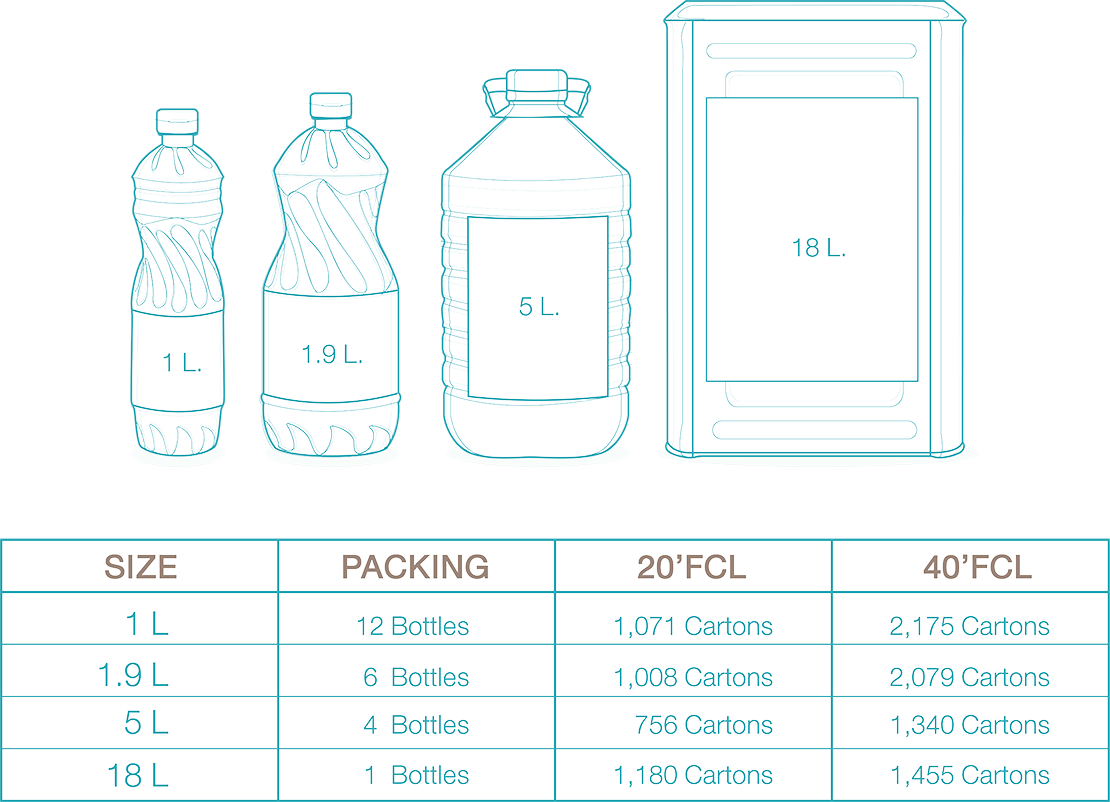 18 L.
5 L.
1.9 L.
1 L.
SIZE PACKING 20’FCL 40’FCL
1 L 12 Bottles 1,071 Cartons 2,175 Cartons
1.9 L 6 Bottles 1,008 Cartons 2,079 Cartons
5 L 4 Bottles 756 Cartons 1,340 Cartons
18 L 1 Bottles 1,180 Cartons 1,455 Cartons